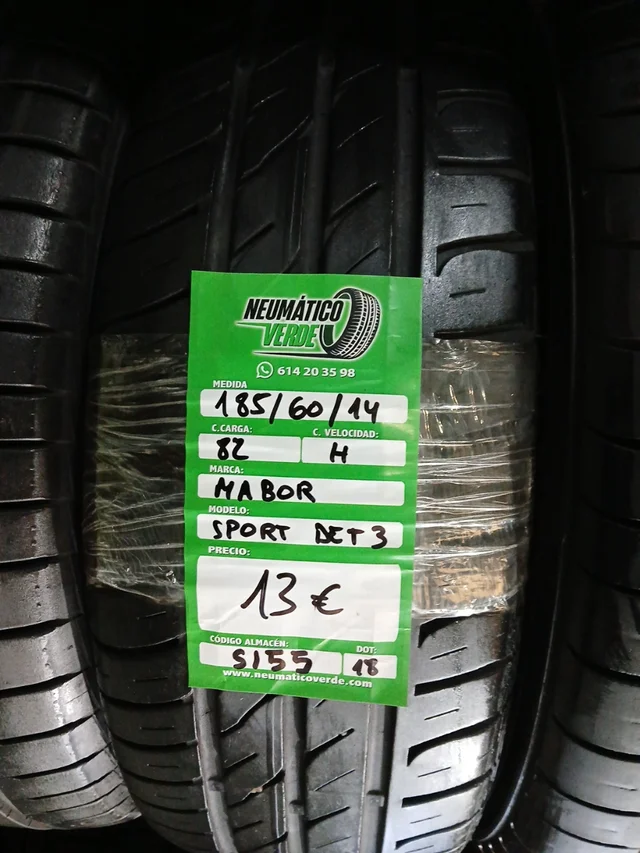 NEUMÁTICO
VERDE
614 20 35 98
MEDIDA
185/60/14
C.CARGA: C. VELOCIDAD:
82 H
MARCA:
MABOR
MODELO:
SPORT DET 3
PRECIO:
13 €
CÓDIGO ALMACÉN: DOT:
S155 18
www.neumaticoverde.com